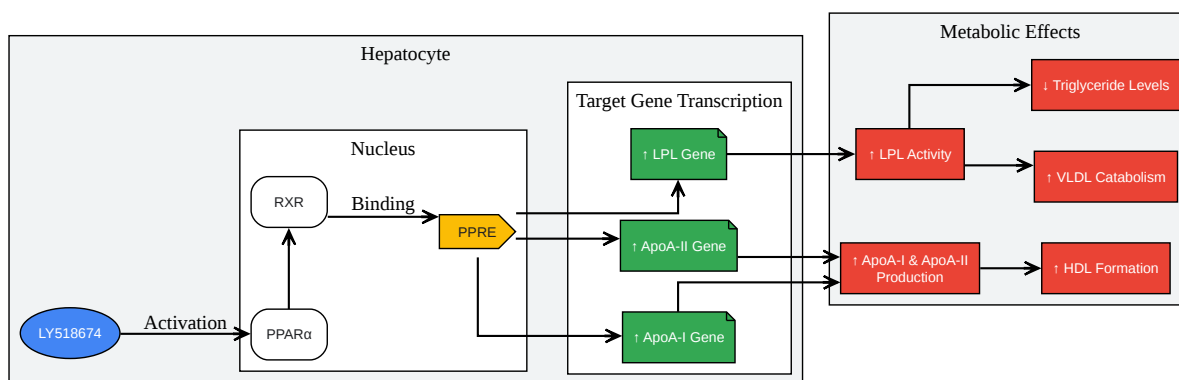 Metabolic Effects
Hepatocyte
↓ Triglyceride Levels
Target Gene Transcription
Nucleus
↑ LPL Gene
↑ LPL Activity
↑ VLDL Catabolism
RXR
Binding
PPRE
↑ ApoA-II Gene
↑ ApoA-I & ApoA-II
Production
↑ HDL Formation
LY518674
Activation
PPARα
↑ ApoA-I Gene